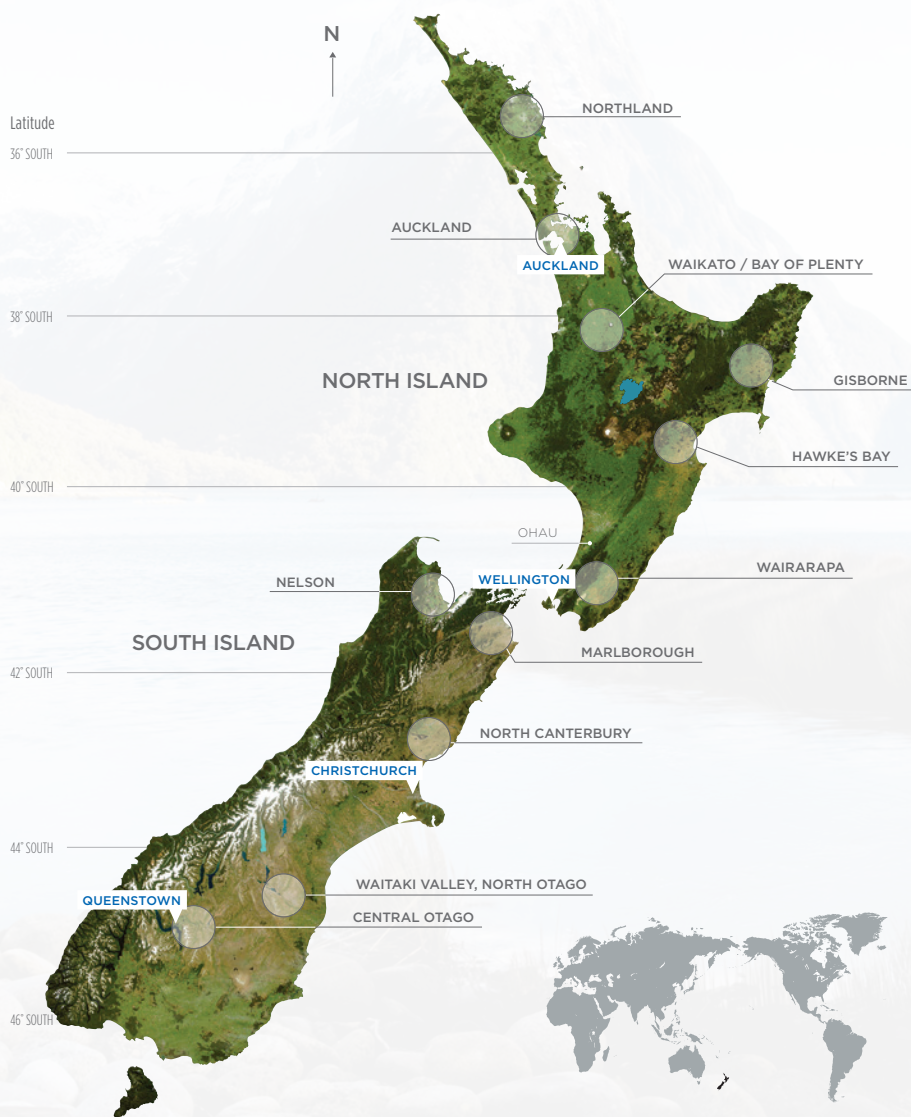 N
NORTHLAND
Latitude
36° SOUTH
AUCKLAND
AUCKLAND
WAIKATO / BAY OF PLENTY
38° SOUTH
NORTH ISLAND
GISBORNE
HAWKE'S BAY
40° SOUTH
OHAU
WAIRARAPA
WELLINGTON
NELSON
SOUTH ISLAND
MARLBOROUGH
42° SOUTH
NORTH CANTERBURY
CHRISTCHURCH
44° SOUTH
WAITAKI VALLEY, NORTH OTAGO
QUEENSTOWN
CENTRAL OTAGO
46° SOUTH